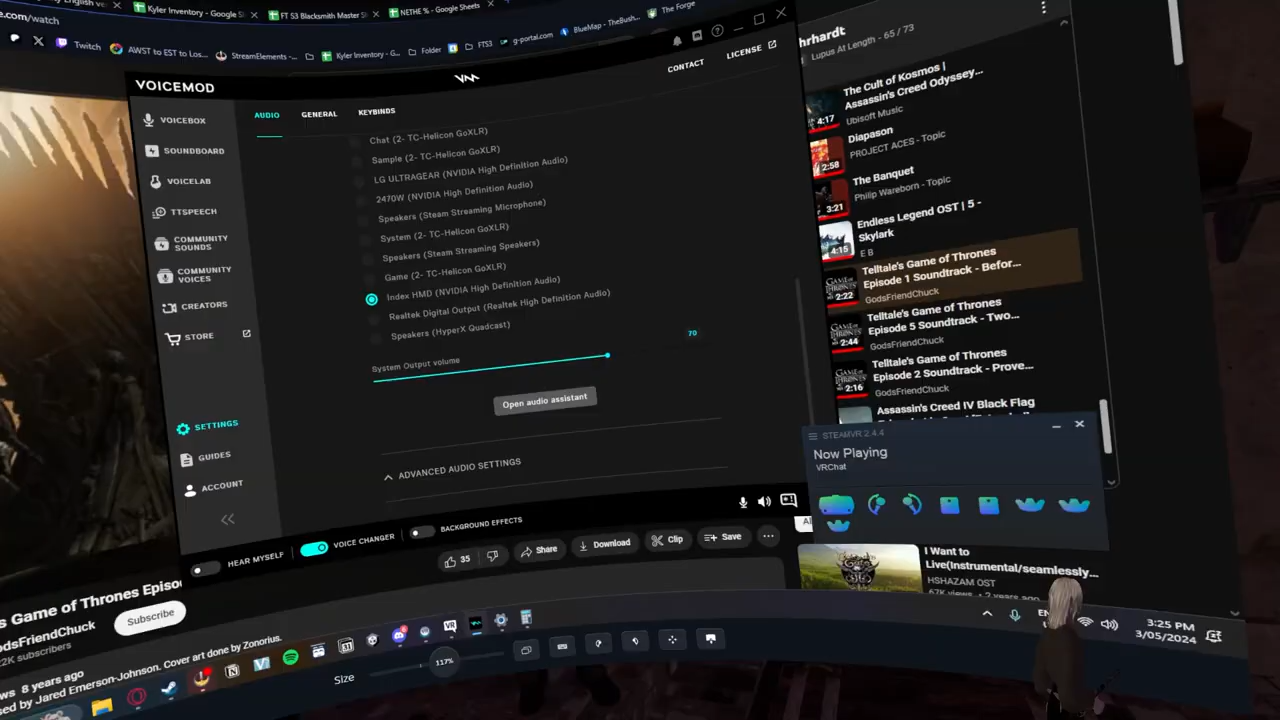 Kyler Inventory - Google S
FT S3 Blacksmith Master S
NETHE % - Google Sheets
e.com/watch
Twitch
AWST to EST to Los...
StreamElements -
Kyler Inventory - G...
Folder
FTS3
g-portal.com
BlueMap - TheBush...
The Forge
VOICEMOD
CONTACT
LICENSE
AUDIO
GENERAL
KEYBINDS
VOICEBOX
SOUNDBOARD
VOICELAB
TTSPEECH
COMMUNITY
SOUNDS
COMMUNITY
VOICES
CREATORS
STORE
SETTINGS
GUIDES
ACCOUNT
Chat (2- TC-Helicon GoXLR)
Sample (2- TC-Helicon GoXLR)
LG ULTRAGEAR (NVIDIA High Definition Audio)
2470W (NVIDIA High Definition Audio)
Speakers (Steam Streaming Microphone)
System (2- TC-Helicon GoXLR)
Speakers (Steam Streaming Speakers)
Game (2- TC-Helicon GoXLR)
Index HMD (NVIDIA High Definition Audio)
Realtek Digital Output (Realtek High Definition Audio)
Speakers (HyperX Quadcast)
System Output volume
70
Open audio assistant
ADVANCED AUDIO SETTINGS
HEAR MYSELF
VOICE CHANGER
BACKGROUND EFFECTS
hrhardt
Lupus At Length - 65 / 73
The Cult of Kosmos |
Assassin's Creed Odyssey...
Ubisoft Music
4:17
Diapason
PROJECT ACES - Topic
2:58
The Banquet
Philip Wareborn - Topic
3:21
Endless Legend OST | 5 -
Skylark
E B
4:15
Telltale's Game of Thrones
Episode 1 Soundtrack - Befor...
GodsFriendChuck
2:22
Telltale's Game of Thrones
Episode 5 Soundtrack - Two...
GodsFriendChuck
2:44
Telltale's Game of Thrones
Episode 2 Soundtrack - Prove...
GodsFriendChuck
2:16
Assassin's Creed IV Black Flag
STEAMVR 2.4.4
Now Playing
VRChat
I Want to
Live(Instrumental/seamlessly...
HSHAZAM OST
67K views • 2 years ago
s Game of Thrones Episo
odsFriendChuck
2K subscribers
Subscribe
35
Share
Download
Clip
Save
ws 8 years ago
sed by Jared Emerson-Johnson. Cover art done by Zonorius.
Size
117%
3:25 PM
3/05/2024